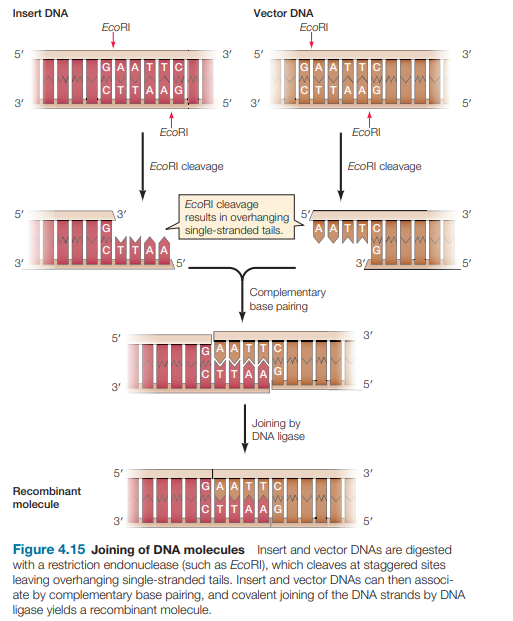 Insert DNA
Vector DNA
EcoRI
EcoRI
5′ 3′ 5′ 3′
G A A T T C
G A A T T C
C T T A A G
C T T A A G
3′ 5′ 3′ 5′
EcoRI
EcoRI
EcoRI cleavage
EcoRI cleavage
EcoRI cleavage
results in overhanging
single-stranded tails.
5′ 3′ 5′ 3′
G
A A T T C
C T T A A
G
3′ 5′ 3′ 5′
Complementary
base pairing
5′ 3′
G A A T T C
C T T A A G
3′ 5′
Joining by
DNA ligase
5′ 3′
Recombinant
molecule
G A A T T C
C T T A A G
3′ 5′
Figure 4.15 Joining of DNA molecules Insert and vector DNAs are digested
with a restriction endonuclease (such as EcoRI), which cleaves at staggered sites
leaving overhanging single-stranded tails. Insert and vector DNAs can then associ-
ate by complementary base pairing, and covalent joining of the DNA strands by DNA
ligase yields a recombinant molecule.